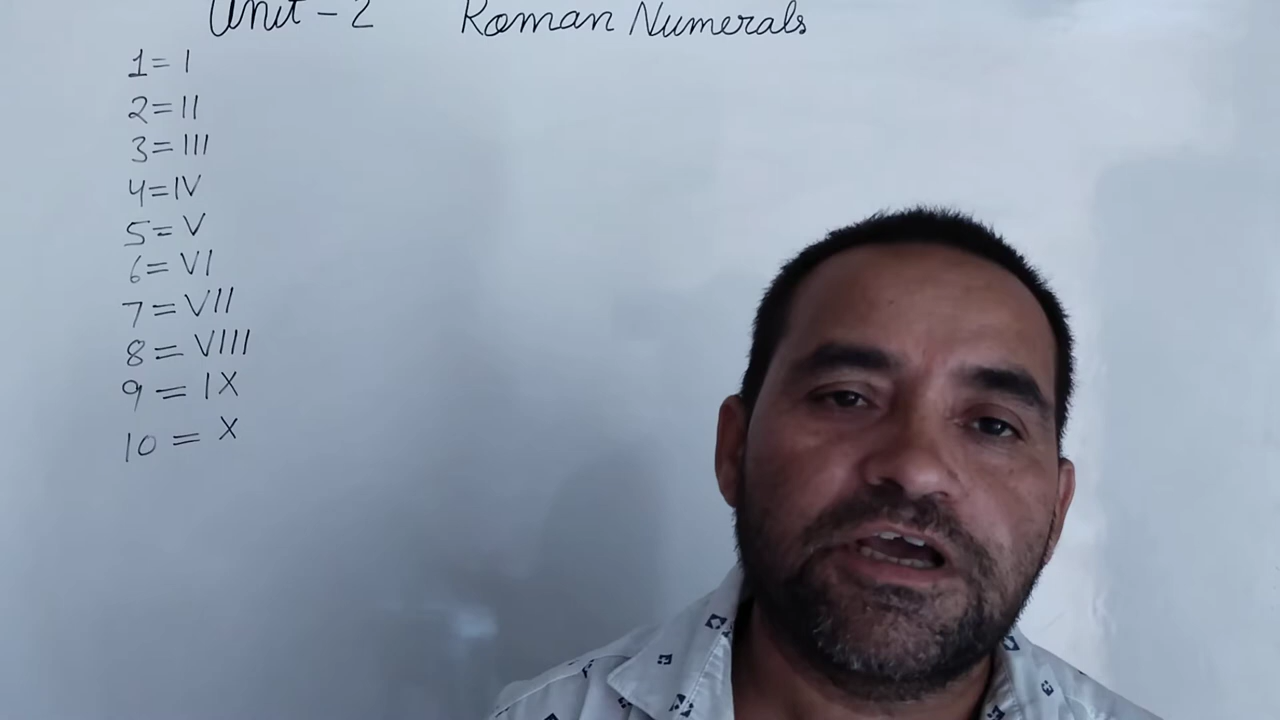 Unit - 2 Roman Numerals
1 = I
2 = II
3 = III
4 = IV
5 = V
6 = VI
7 = VII
8 = VIII
9 = IX
10 = X